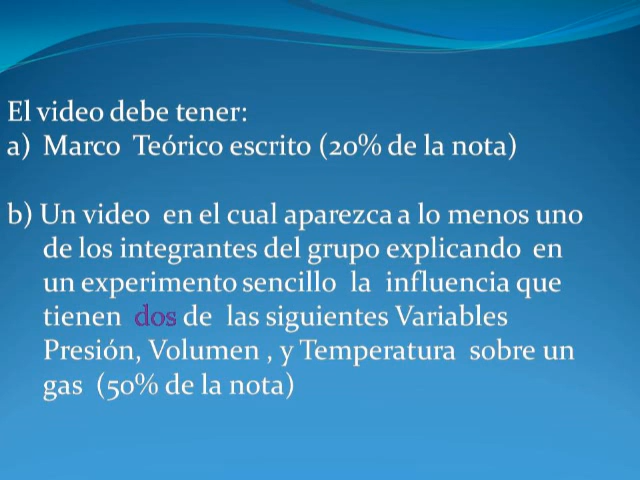 El video debe tener:
a) Marco Teórico escrito (20% de la nota)
b) Un video en el cual aparezca a lo menos uno
de los integrantes del grupo explicando en
un experimento sencillo la influencia que
tienen dos de las siguientes Variables
Presión, Volumen , y Temperatura sobre un
gas (50% de la nota)